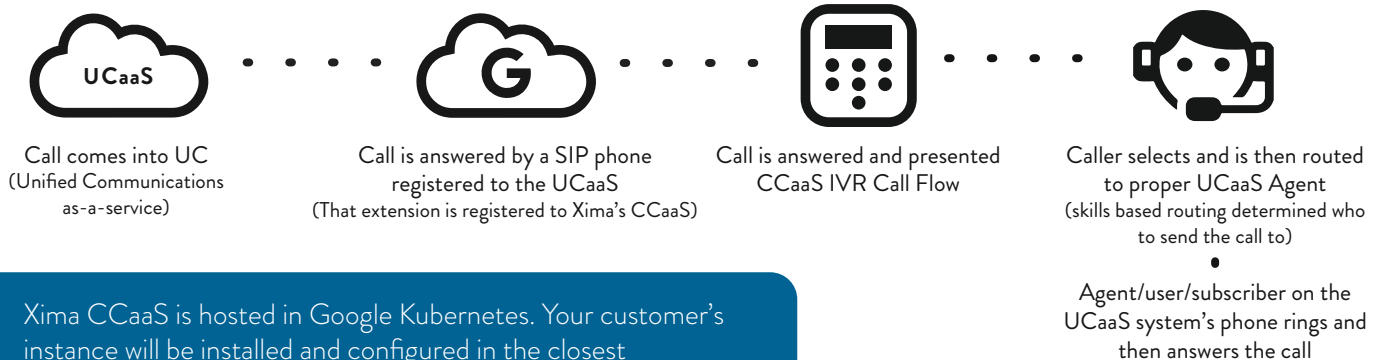 UCaaS
G
Call comes into UC
(Unified Communications
as-a-service)
Call is answered by a SIP phone
registered to the UCaaS
(That extension is registered to Xima's CCaaS)
Call is answered and presented
CCaaS IVR Call Flow
Caller selects and is then routed
to proper UCaaS Agent
(skills based routing determined who
to send the call to)
Agent/user/subscriber on the
UCaaS system's phone rings and
then answers the call
Xima CCaaS is hosted in Google Kubernetes. Your customer's
instance will be installed and configured in the closest